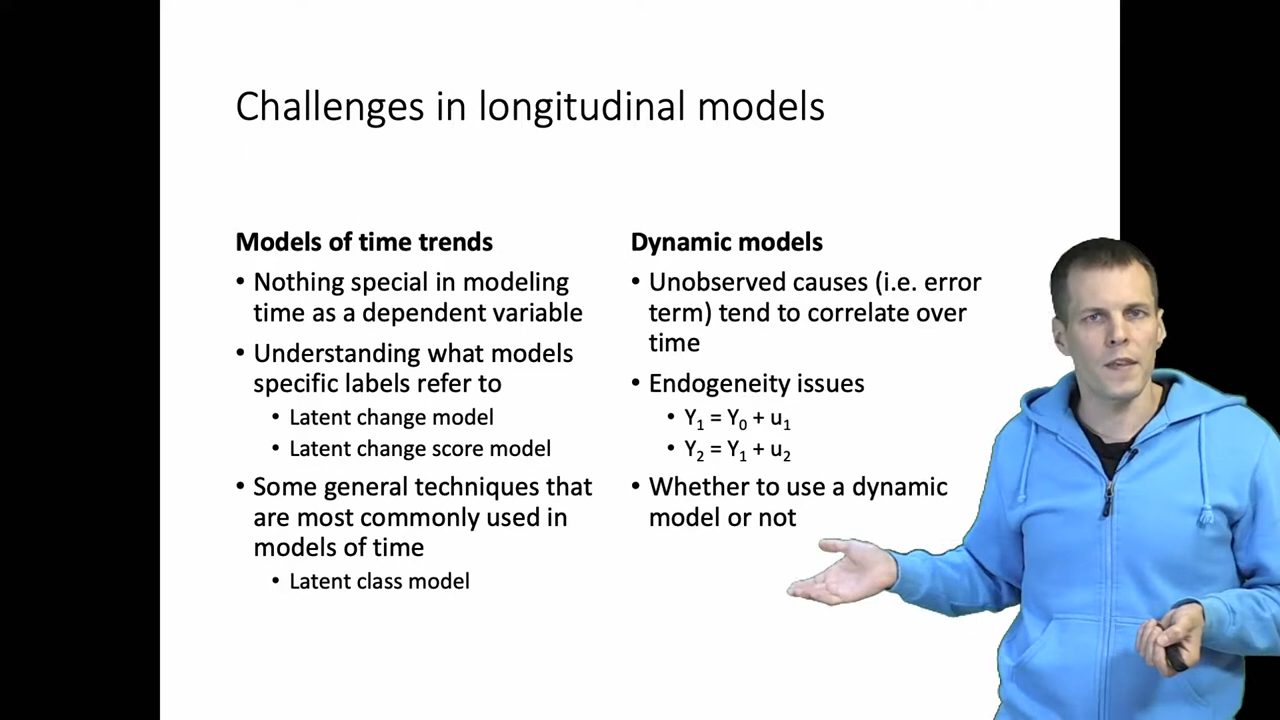 Challenges in longitudinal models
Models of time trends
• Nothing special in modeling
time as a dependent variable
• Understanding what models
specific labels refer to
• Latent change model
• Latent change score model
• Some general techniques that
are most commonly used in
models of time
• Latent class model
Dynamic models
• Unobserved causes (i.e. error
term) tend to correlate over
time
• Endogeneity issues
• Y₁ = Y₀ + u₁
• Y₂ = Y₁ + u₂
• Whether to use a dynamic
model or not